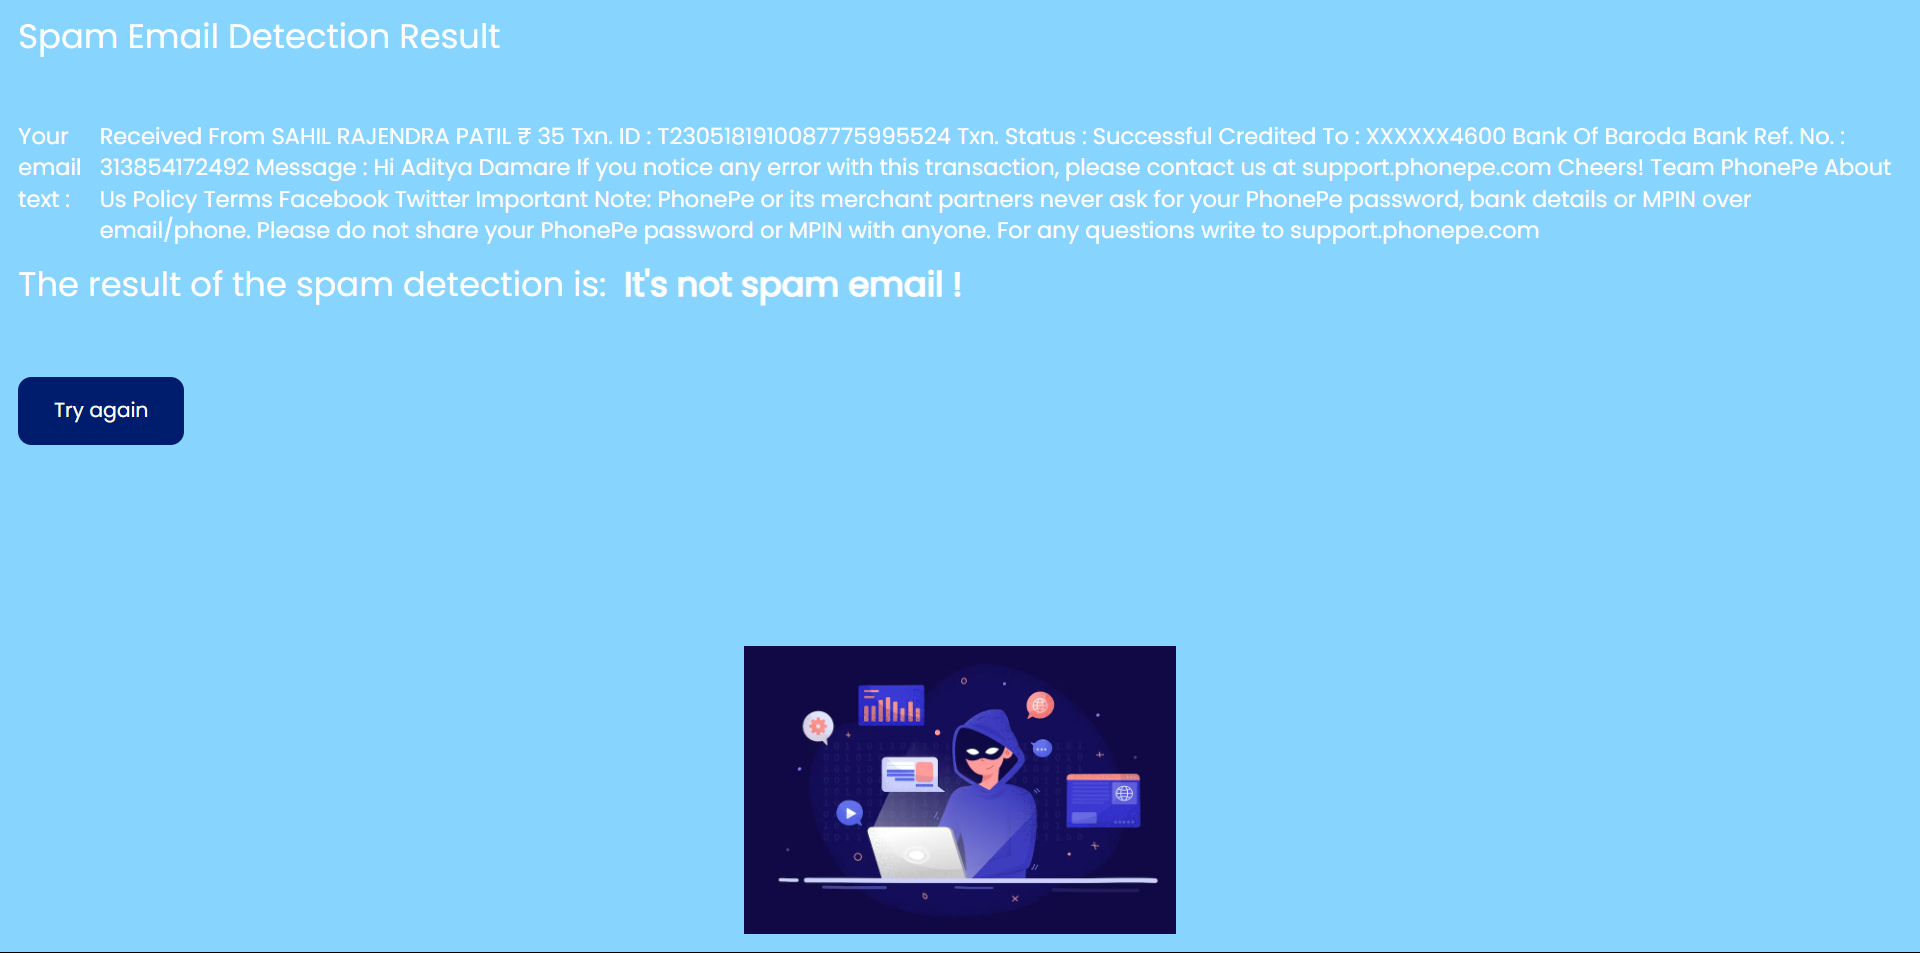 Spam Email Detection Result
Your
email
text :
Received From SAHIL RAJENDRA PATIL ₹ 35 Txn. ID : T2305181910087775995524 Txn. Status : Successful Credited To : XXXXXX4600 Bank Of Baroda Bank Ref. No. :
313854172492 Message : Hi Aditya Damare If you notice any error with this transaction, please contact us at support.phonepe.com Cheers! Team PhonePe About
Us Policy Terms Facebook Twitter Important Note: PhonePe or its merchant partners never ask for your PhonePe password, bank details or MPIN over
email/phone. Please do not share your PhonePe password or MPIN with anyone. For any questions write to support.phonepe.com
The result of the spam detection is: It's not spam email !
Try again